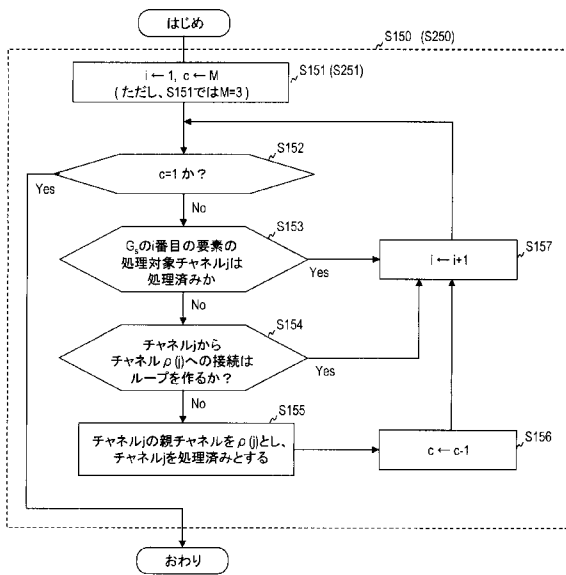 はじめ
S150 (S250)
S151 (S251)
i ← 1, c ← M
( ただし、S151ではM=3 )
S152
c=1 か？
Yes
No
S153
Gsのi番目の要素の
処理対象チャネルjは
処理済みか
Yes
No
S157
i ← i+1
S154
チャネルjから
チャネルρ(j)への接続は
ループを作るか？
Yes
No
S155
チャネルjの親チャネルをρ(j)とし、
チャネルjを処理済みとする
S156
c ← c-1
おわり